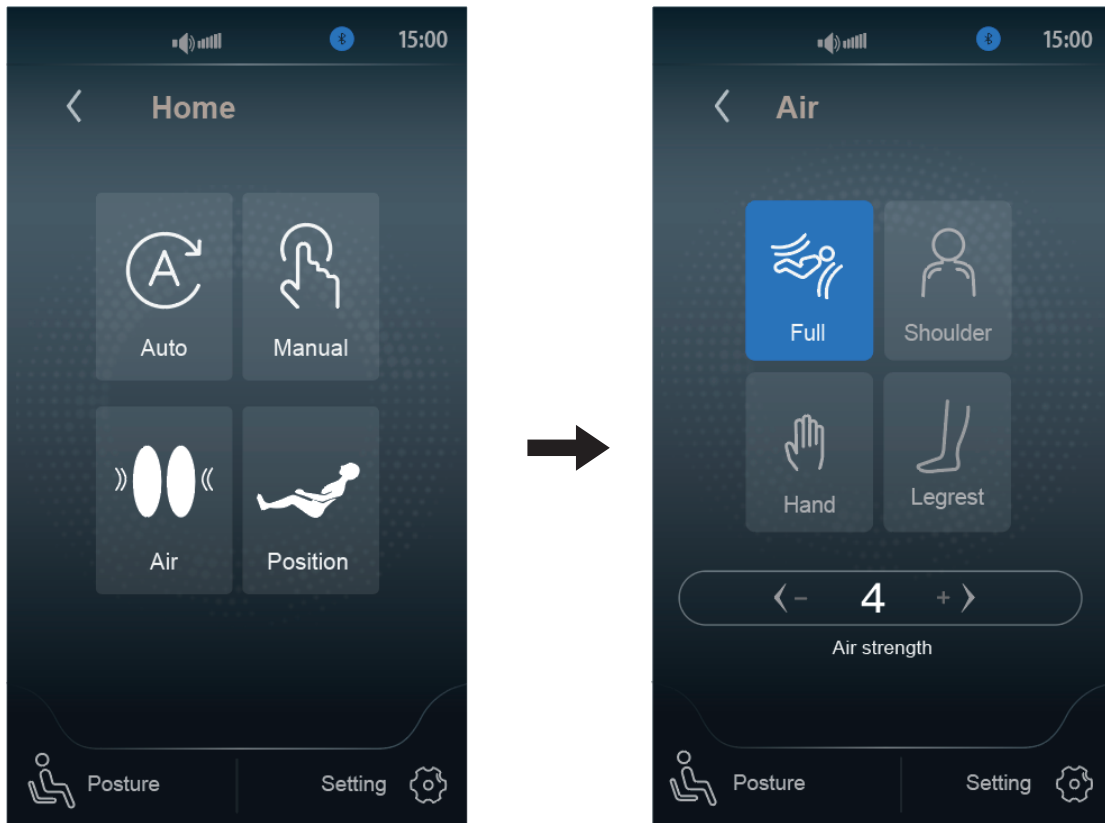 15:00
Home
A
Auto
Manual
Air
Position
Posture
Setting
15:00
Air
Full
Shoulder
Hand
Legrest
- 4 +
Air strength
Posture
Setting